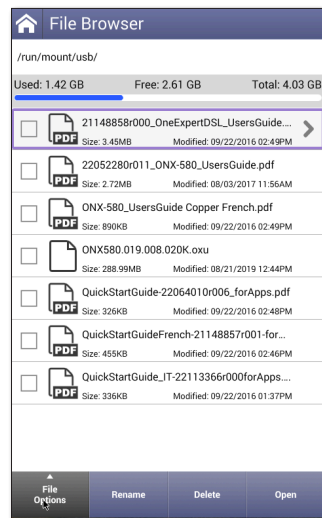 File Browser
/run/mount/usb/
Used: 1.42 GB Free: 2.61 GB Total: 4.03 GB
21148858r000_OneExpertDSL_UsersGuide....
PDF Size: 3.45MB Modified: 09/22/2016 02:49PM
22052280r011_ONX-580_UsersGuide.pdf
PDF Size: 2.72MB Modified: 08/03/2017 11:56AM
ONX-580_UsersGuide Copper French.pdf
PDF Size: 890KB Modified: 09/22/2016 02:49PM
ONX580.019.008.020K.oxu
Size: 288.99MB Modified: 08/21/2019 12:44PM
QuickStartGuide-22064010r006_forApps.pdf
PDF Size: 326KB Modified: 09/22/2016 02:48PM
QuickStartGuideFrench-21148857r001-for...
PDF Size: 455KB Modified: 09/22/2016 02:46PM
QuickStartGuide_IT-22113366r000forApps....
PDF Size: 336KB Modified: 09/22/2016 01:37PM
File
Options Rename Delete Open